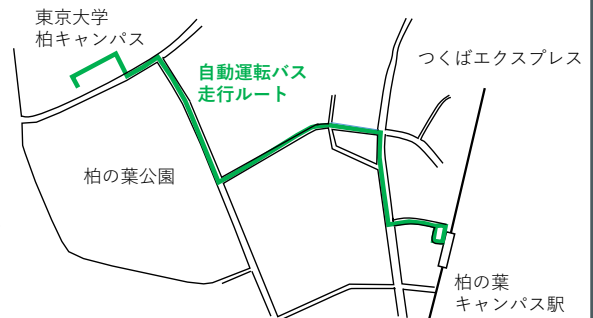 東京大学
柏キャンパス
自動運転バス
走行ルート
つくばエクスプレス
柏の葉公園
柏の葉
キャンパス駅